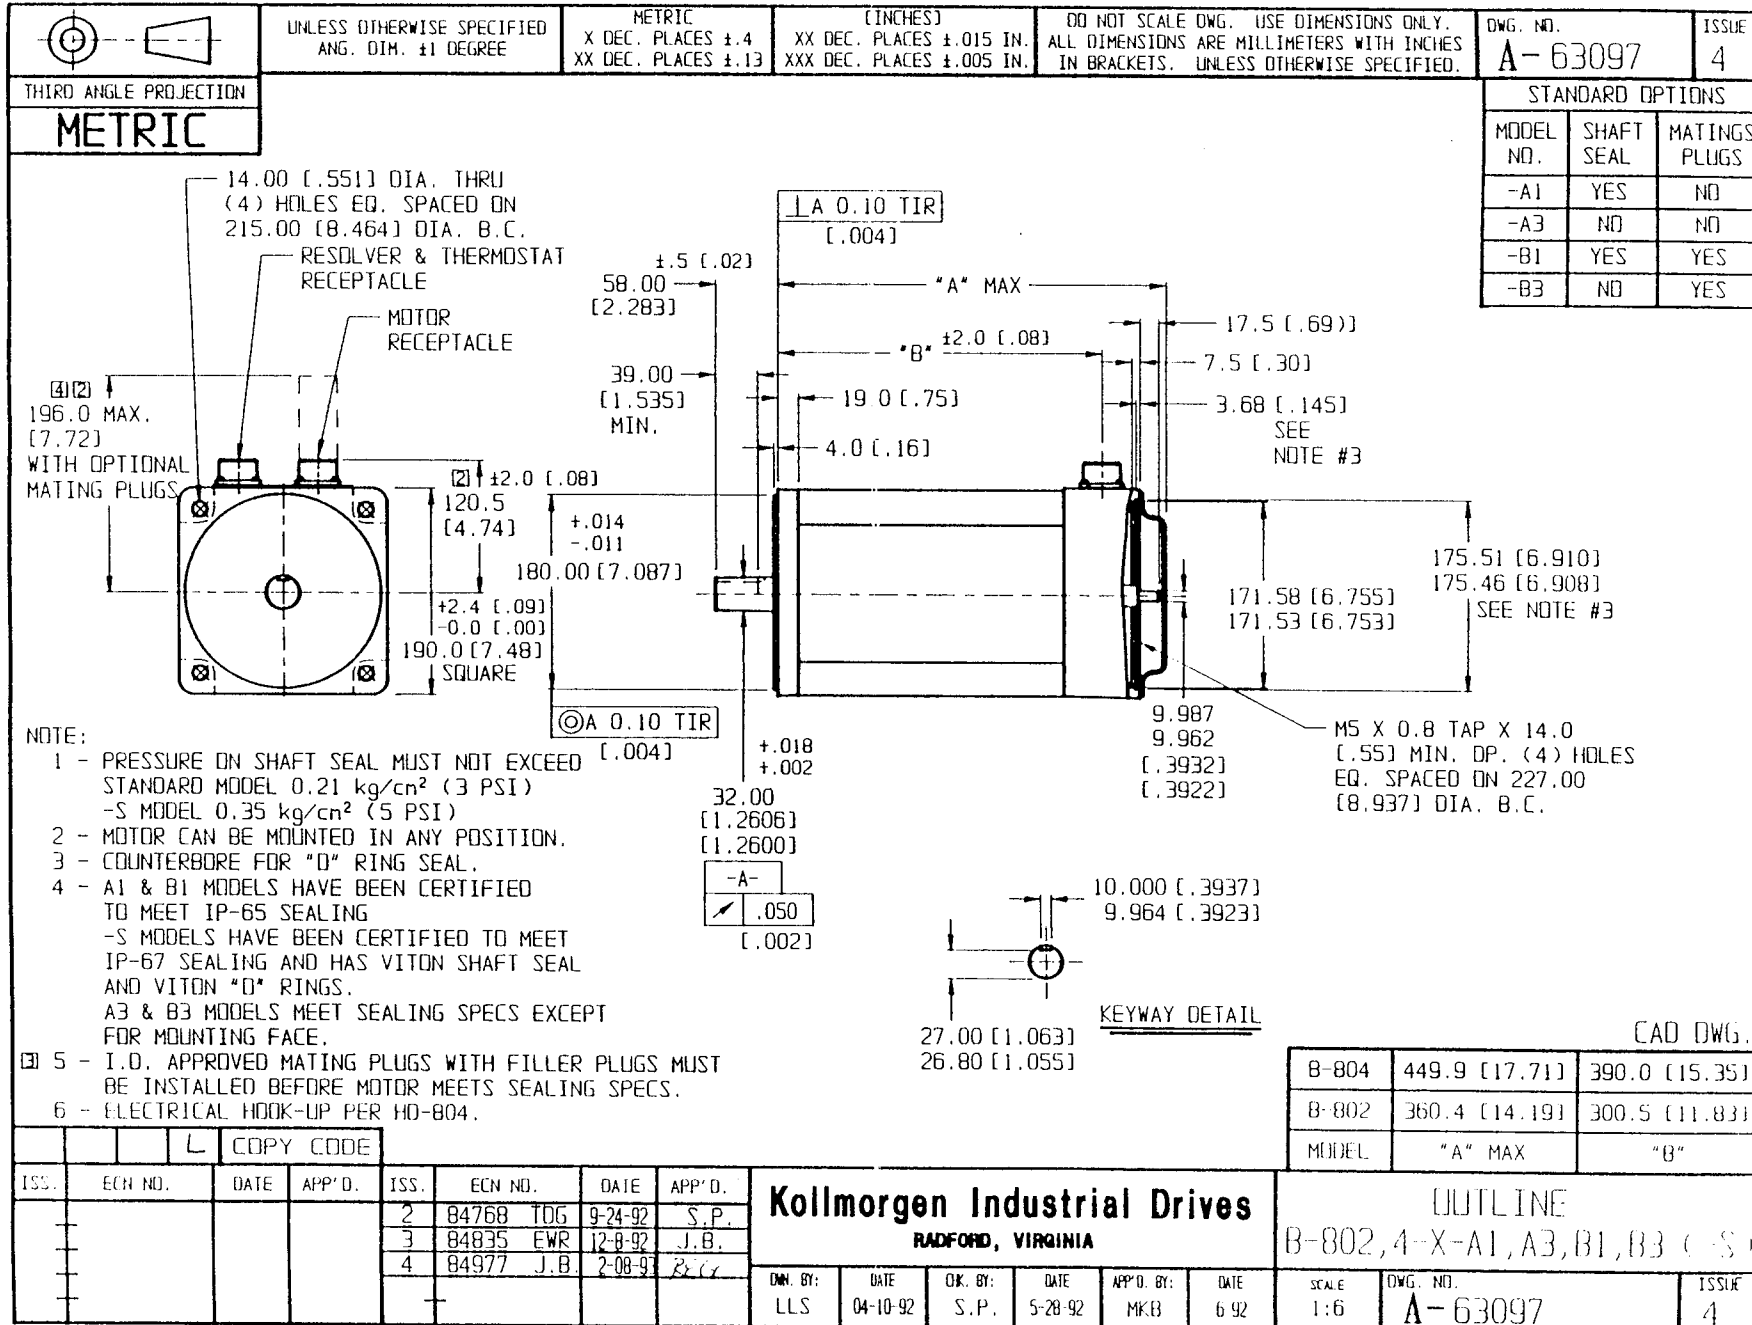 UNLESS OTHERWISE SPECIFIED
ANG. DIM. ±1 DEGREE
METRIC
X DEC. PLACES ±.4
XX DEC. PLACES ±.13
[INCHES]
XX DEC. PLACES ±.015 IN.
XXX DEC. PLACES ±.005 IN.
DO NOT SCALE DWG. USE DIMENSIONS ONLY.
ALL DIMENSIONS ARE MILLIMETERS WITH INCHES
IN BRACKETS. UNLESS OTHERWISE SPECIFIED.
DWG. NO.
A-63097
ISSUE
4
THIRD ANGLE PROJECTION
METRIC
STANDARD OPTIONS
MODEL NO. SHAFT SEAL MATINGS PLUGS
-A1 YES NO
-A3 NO NO
-B1 YES YES
-B3 NO YES
14.00 [.551] DIA. THRU
(4) HOLES EQ. SPACED ON
215.00 [8.464] DIA. B.C.
RESOLVER & THERMOSTAT
RECEPTACLE
MOTOR
RECEPTACLE
4 2
196.0 MAX.
[7.72]
WITH OPTIONAL
MATING PLUGS
2 ±2.0 [.08]
120.5
[4.74]
+2.4 [.09]
-0.0 [.00]
190.0 [7.48]
SQUARE
⊥A 0.10 TIR
[.004]
±.5 [.02]
58.00
[2.283]
"A" MAX
"B" ±2.0 [.08]
39.00
[1.535]
MIN.
19.0 [.75]
4.0 [.16]
17.5 [.69)]
7.5 [.30]
3.68 [.145]
SEE
NOTE #3
+.014
-.011
180.00 [7.087]
175.51 [6.910]
175.46 [6.908]
SEE NOTE #3
171.58 [6.755]
171.53 [6.753]
◎A 0.10 TIR
[.004]
+.018
+.002
32.00
[1.2606]
[1.2600]
-A-
↗ .050
[.002]
9.987
9.962
[.3932]
[.3922]
M5 X 0.8 TAP X 14.0
[.55] MIN. DP. (4) HOLES
EQ. SPACED ON 227.00
[8.937] DIA. B.C.
10.000 [.3937]
9.964 [.3923]
27.00 [1.063]
26.80 [1.055]
KEYWAY DETAIL
NOTE:
1 - PRESSURE ON SHAFT SEAL MUST NOT EXCEED
STANDARD MODEL 0.21 kg/cm² (3 PSI)
-S MODEL 0.35 kg/cm² (5 PSI)
2 - MOTOR CAN BE MOUNTED IN ANY POSITION.
3 - COUNTERBORE FOR "O" RING SEAL.
4 - A1 & B1 MODELS HAVE BEEN CERTIFIED
TO MEET IP-65 SEALING
-S MODELS HAVE BEEN CERTIFIED TO MEET
IP-67 SEALING AND HAS VITON SHAFT SEAL
AND VITON "O" RINGS.
A3 & B3 MODELS MEET SEALING SPECS EXCEPT
FOR MOUNTING FACE.
3 5 - I.D. APPROVED MATING PLUGS WITH FILLER PLUGS MUST
BE INSTALLED BEFORE MOTOR MEETS SEALING SPECS.
6 - ELECTRICAL HOOK-UP PER HO-804.
CAD DWG.
B-804 449.9 [17.71] 390.0 [15.35]
B-802 360.4 [14.19] 300.5 [11.83]
MODEL "A" MAX "B"
L COPY CODE
ISS. ECN NO. DATE APP'D. ISS. ECN NO. DATE APP'D.
2 84768 TDG 9-24-92 S.P.
3 84835 EWR 12-8-92 J.B.
4 84977 J.B. 2-08-93
Kollmorgen Industrial Drives
RADFORD, VIRGINIA
DWN. BY: LLS
DATE 04-10-92
CHK. BY: S.P.
DATE 5-28-92
APP'D. BY: MKB
DATE 6 92
OUTLINE
B-802,4-X-A1,A3,B1,B3 (-S
SCALE
1:6
DWG. NO.
A-63097
ISSUE
4